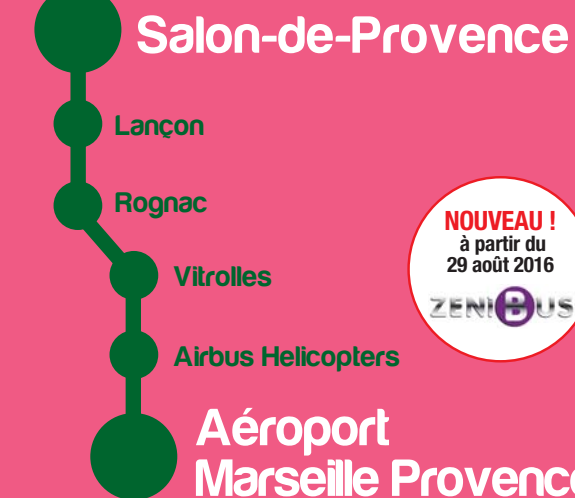 Salon-de-Provence
Lançon
Rognac
NOUVEAU !
à partir du
29 août 2016
ZENIBUS
Vitrolles
Airbus Helicopters
Aéroport
Marseille Provence